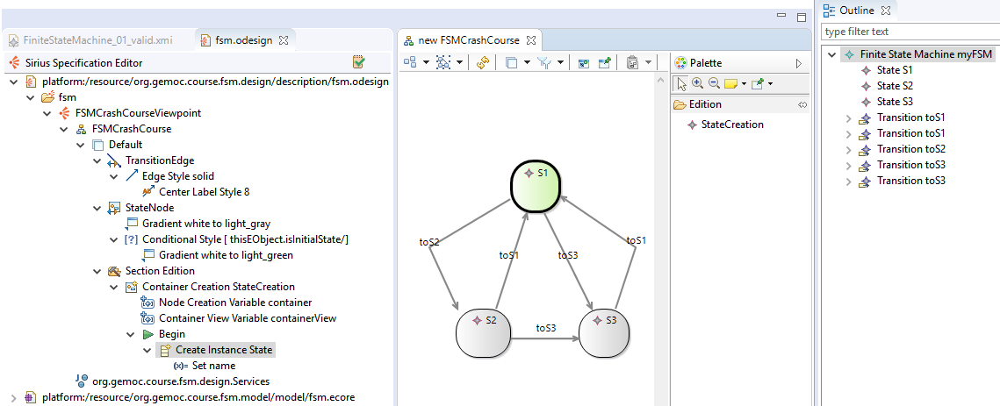 FiniteStateMachine_01_valid.xmi
fsm.odesign
Sirius Specification Editor
platform:/resource/org.gemoc.course.fsm.design/description/fsm.odesign
fsm
FSMCrashCourseViewpoint
FSMCrashCourse
Default
TransitionEdge
Edge Style solid
Center Label Style 8
StateNode
Gradient white to light_gray
Conditional Style [ thisEObject.isInitialState/]
Gradient white to light_green
Section Edition
Container Creation StateCreation
Node Creation Variable container
Container View Variable containerView
Begin
Create Instance State
(x)= Set name
org.gemoc.course.fsm.design.Services
platform:/resource/org.gemoc.course.fsm.model/model/fsm.ecore
new FSMCrashCourse
S1
toS2
toS1
toS1
toS3
S2
toS3
S3
Palette
Edition
StateCreation
Outline
type filter text
Finite State Machine myFSM
State S1
State S2
State S3
Transition toS1
Transition toS1
Transition toS2
Transition toS3
Transition toS3